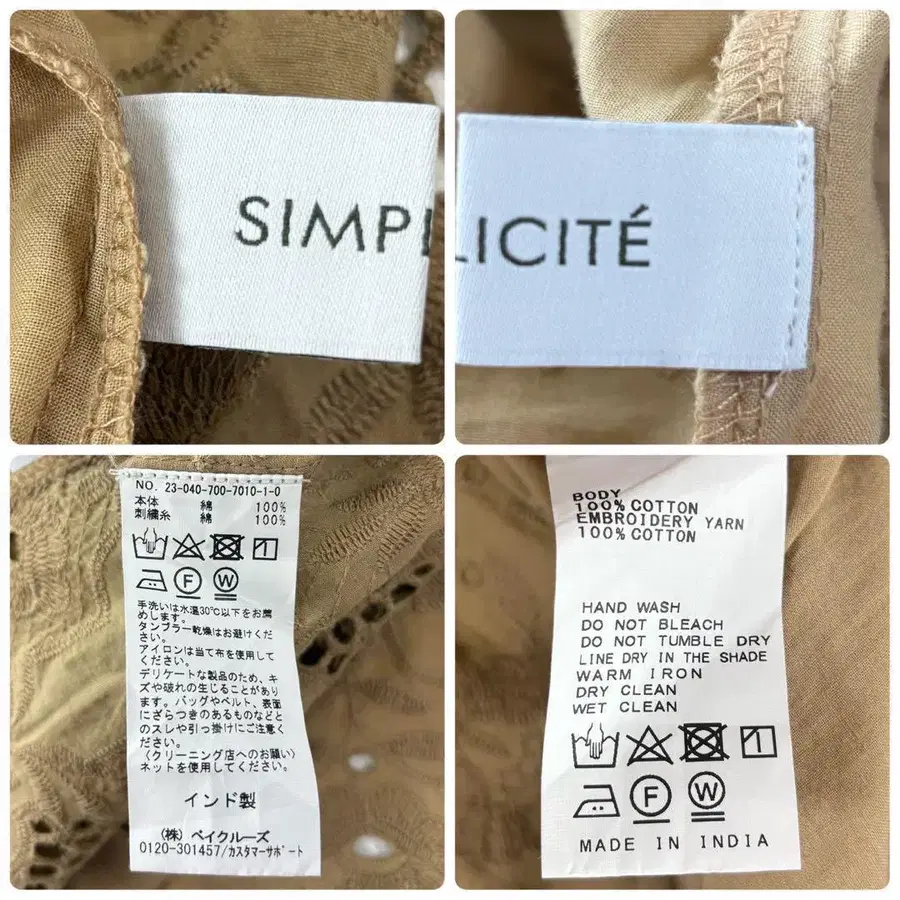 SIMPL
LICITÉ
NO. 23-040-700-7010-1-0
本体 綿 100%
刺繍糸 綿 100%
F W
手洗いは水温30℃以下をお薦
めします。
タンブラー乾燥はお避けくださ
い。
アイロンは当て布を使用して
ください。
デリケートな製品のため、キ
ズや破れの生じることがあり
ます。バッグやベルト、表面
にざらつきのあるものなどと
のスレや引っ掛けにご注意く
ださい。
〈クリーニング店へのお願い〉
ネットを使用してください。
インド製
(株) ベイクルーズ
0120-301457/カスタマーサポート
BODY
100% COTTON
EMBROIDERY YARN
100% COTTON
HAND WASH
DO NOT BLEACH
DO NOT TUMBLE DRY
LINE DRY IN THE SHADE
WARM IRON
DRY CLEAN
WET CLEAN
F W
MADE IN INDIA